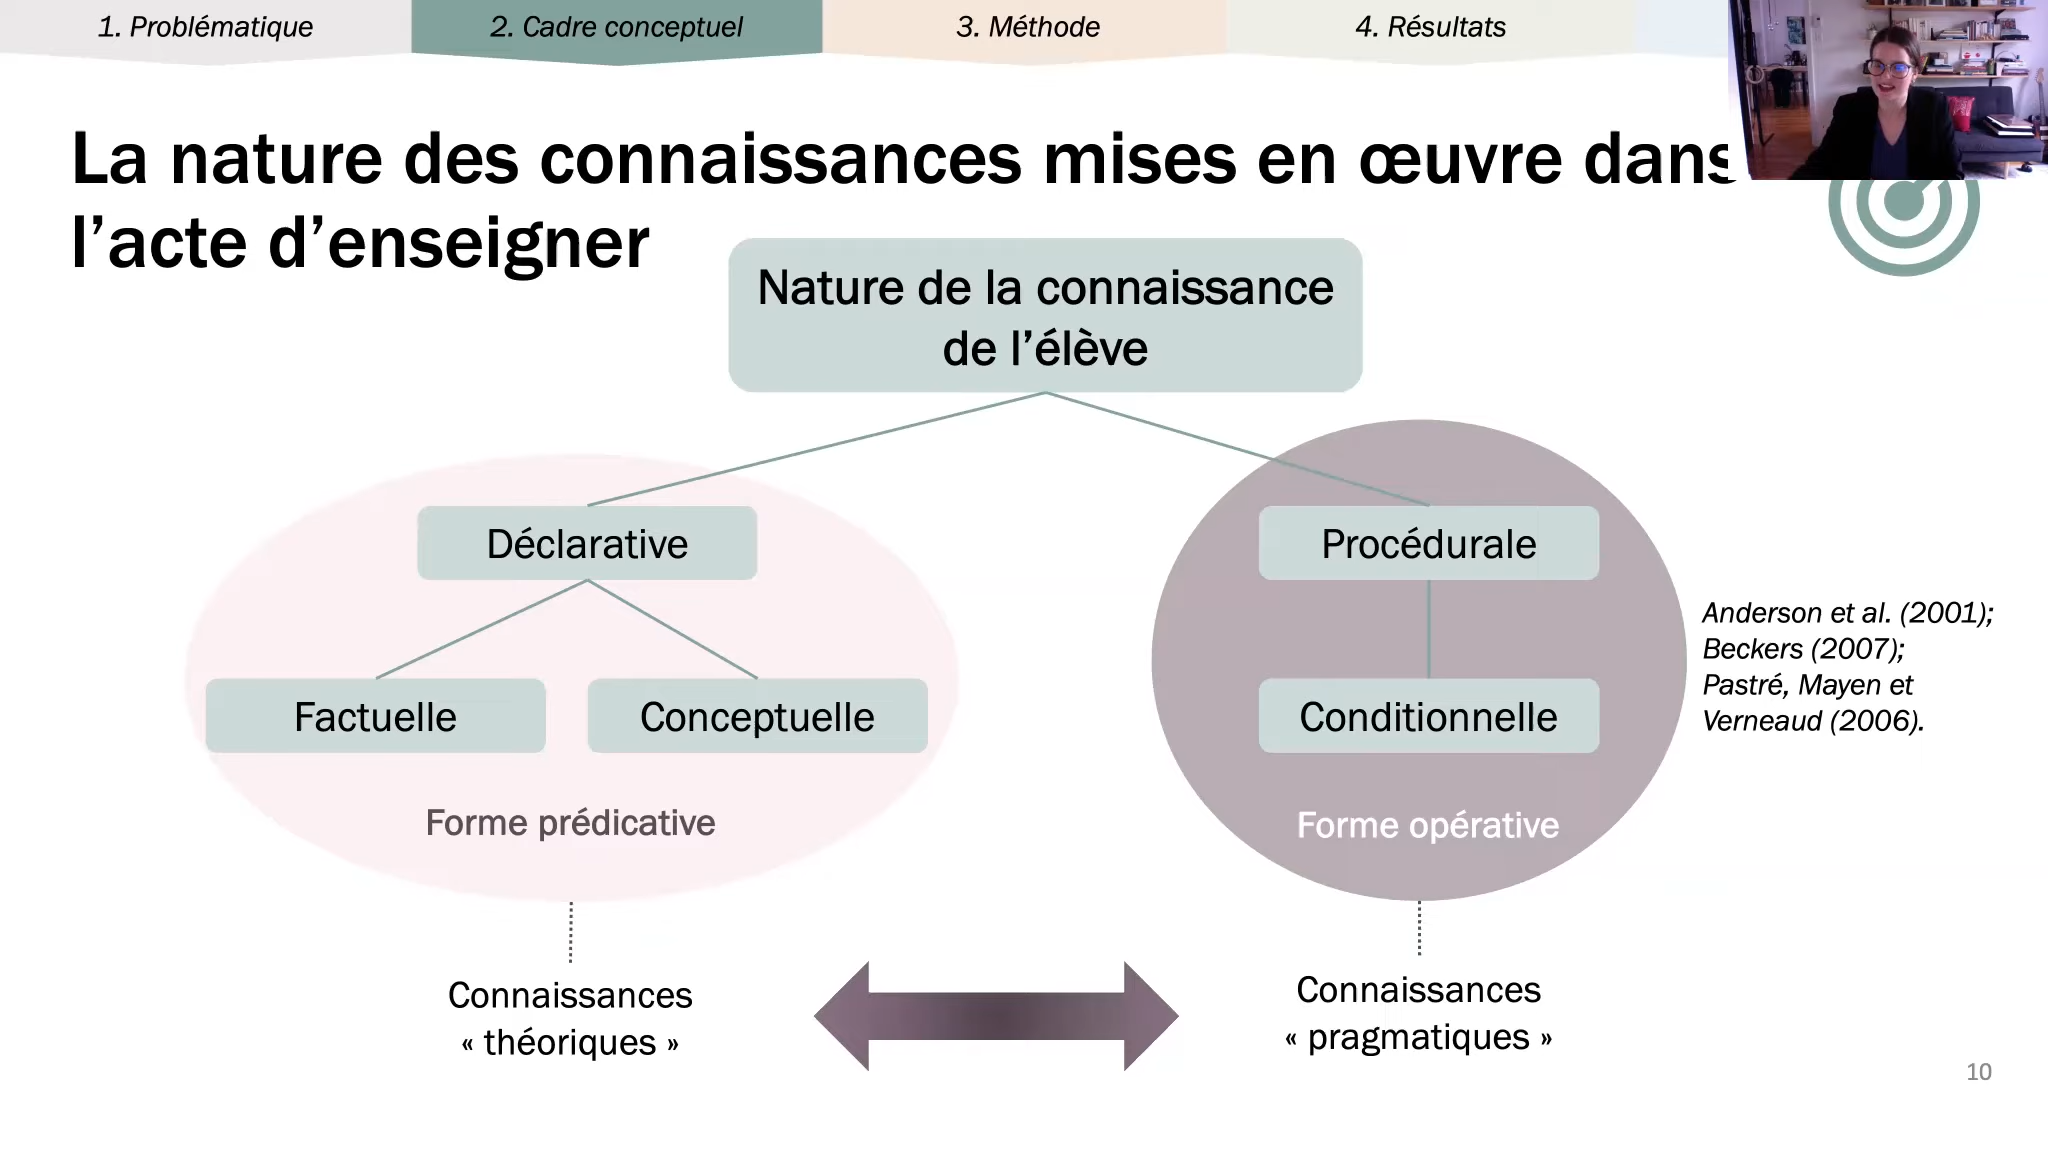 1. Problématique
2. Cadre conceptuel
3. Méthode
4. Résultats
La nature des connaissances mises en œuvre dans
l’acte d’enseigner
Nature de la connaissance
de l’élève
Déclarative
Procédurale
Factuelle
Conceptuelle
Conditionnelle
Forme prédicative
Forme opérative
Anderson et al. (2001);
Beckers (2007);
Pastré, Mayen et
Verneaud (2006).
Connaissances
« théoriques »
Connaissances
« pragmatiques »
10